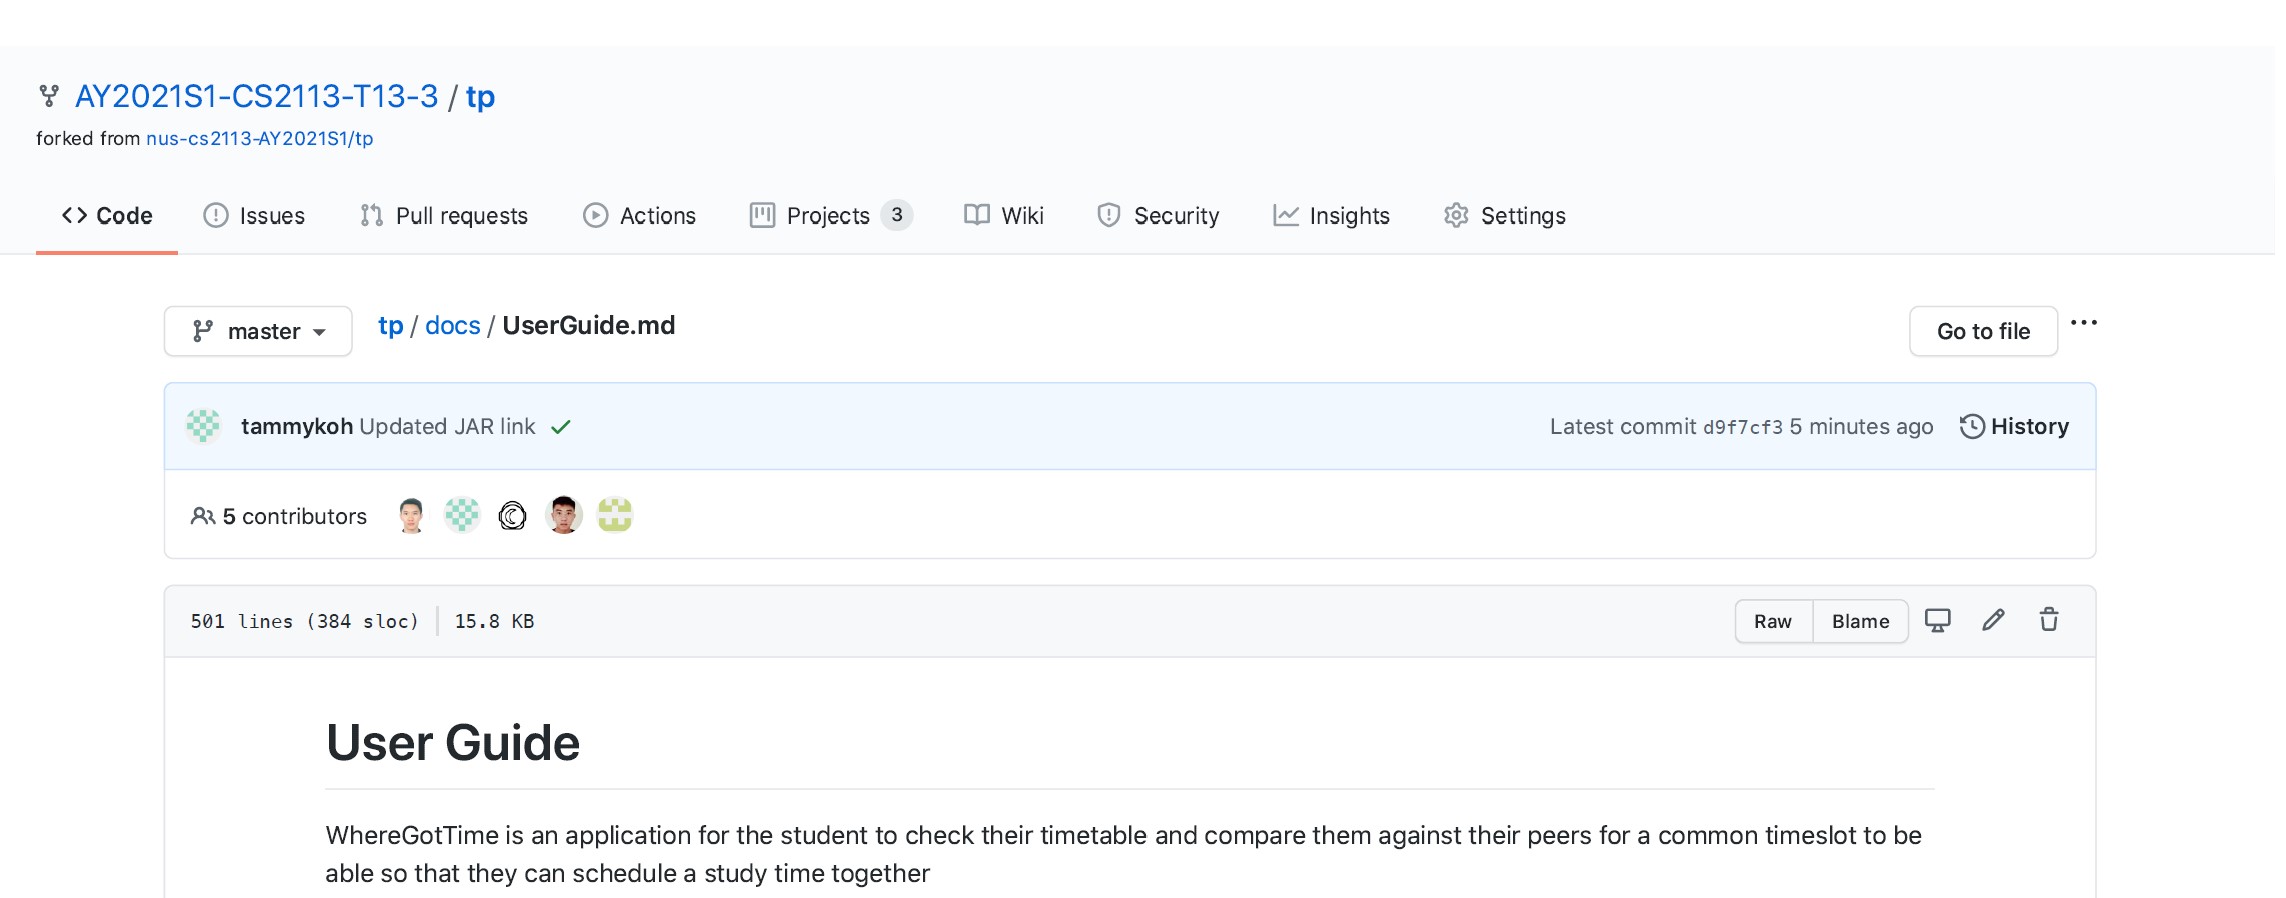 AY2021S1-CS2113-T13-3 / tp
forked from nus-cs2113-AY2021S1/tp
Code Issues Pull requests Actions Projects 3 Wiki Security Insights Settings
master tp / docs / UserGuide.md Go to file ...
tammykoh Updated JAR link Latest commit d9f7cf3 5 minutes ago History
5 contributors
501 lines (384 sloc) 15.8 KB Raw Blame
User Guide
WhereGotTime is an application for the student to check their timetable and compare them against their peers for a common timeslot to be
able so that they can schedule a study time together